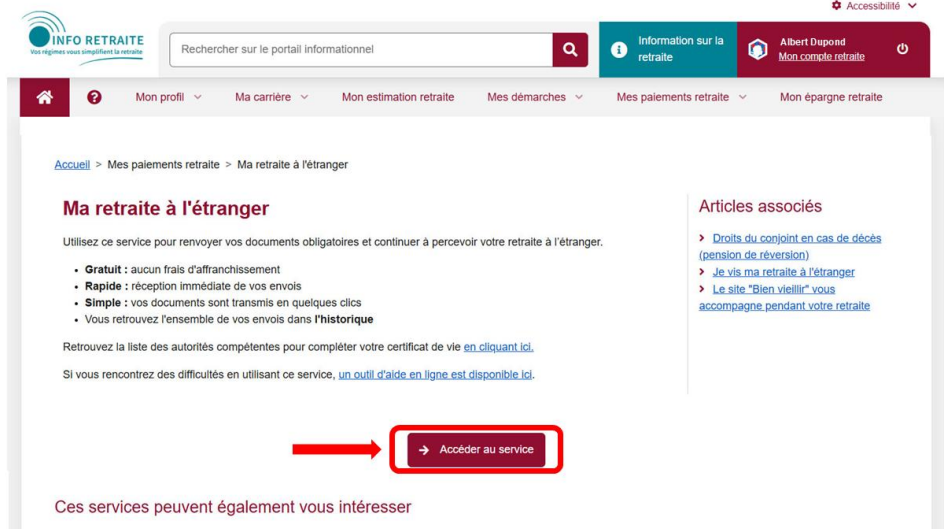 Accessibilité
INFO RETRAITE
Vos régimes vous simplifient la retraite
Rechercher sur le portail informationnel
Information sur la
retraite
Albert Dupond
Mon compte retraite
Mon profil
Ma carrière
Mon estimation retraite
Mes démarches
Mes paiements retraite
Mon épargne retraite
Accueil > Mes paiements retraite > Ma retraite à l'étranger
Ma retraite à l'étranger
Utilisez ce service pour renvoyer vos documents obligatoires et continuer à percevoir votre retraite à l'étranger.
• Gratuit : aucun frais d'affranchissement
• Rapide : réception immédiate de vos envois
• Simple : vos documents sont transmis en quelques clics
• Vous retrouvez l'ensemble de vos envois dans l'historique
Retrouvez la liste des autorités compétentes pour compléter votre certificat de vie en cliquant ici.
Si vous rencontrez des difficultés en utilisant ce service, un outil d'aide en ligne est disponible ici.
Articles associés
Droits du conjoint en cas de décès
(pension de réversion)
Je vis ma retraite à l'étranger
Le site "Bien vieillir" vous
accompagne pendant votre retraite
Accéder au service
Ces services peuvent également vous intéresser